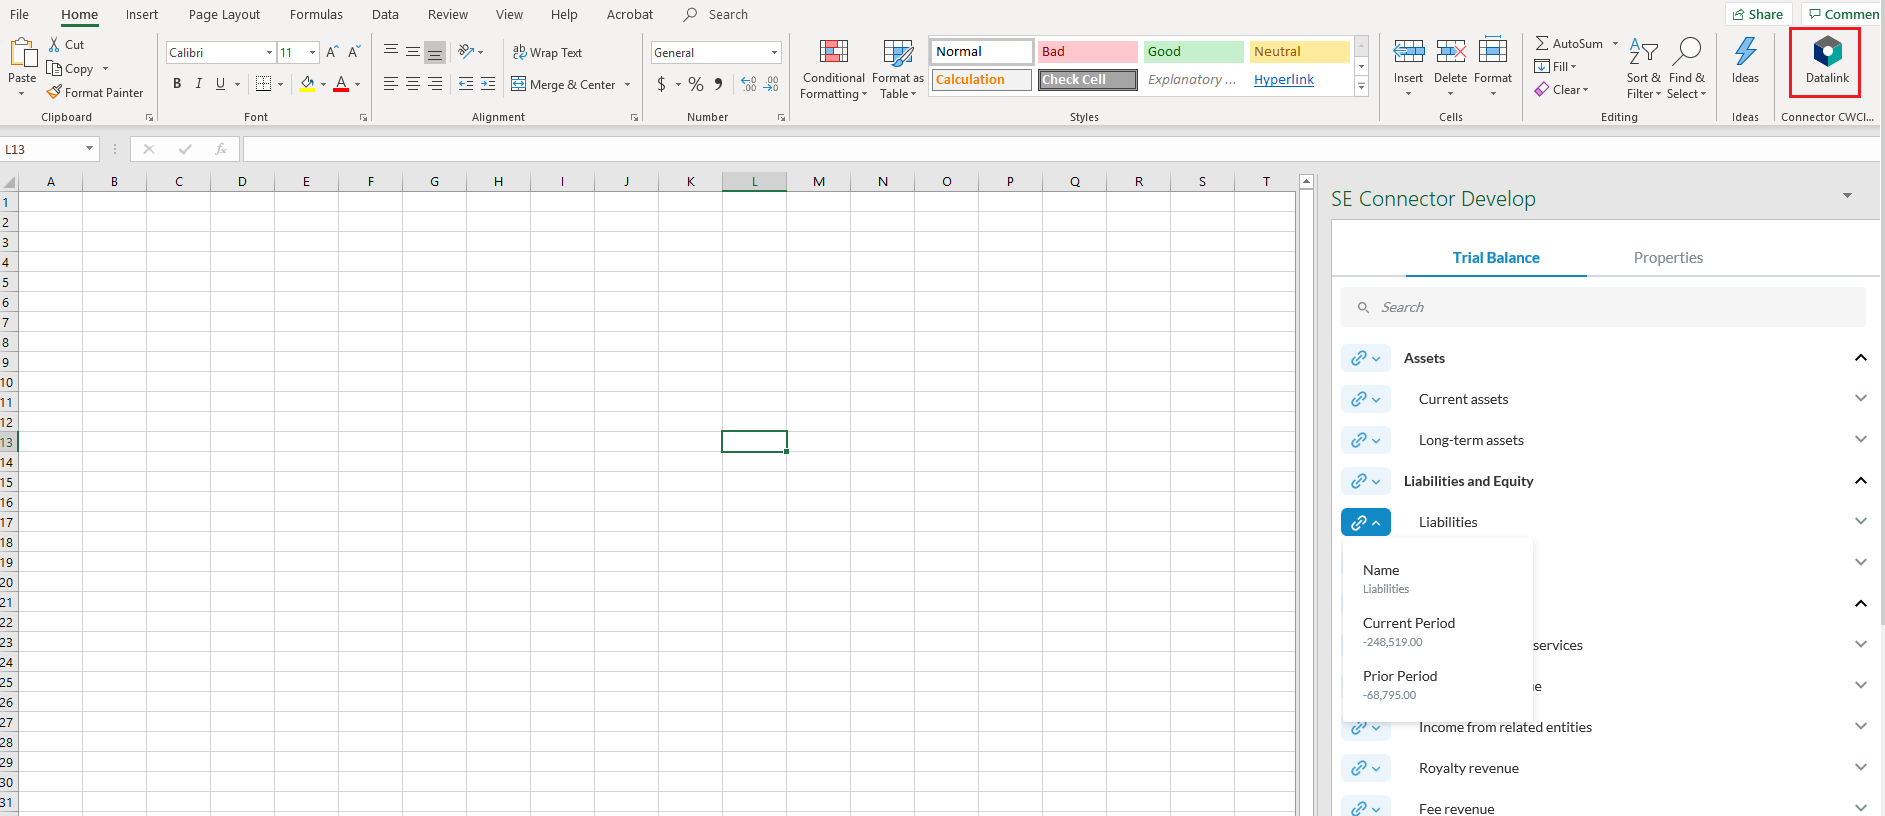 File Home Insert Page Layout Formulas Data Review View Help Acrobat Search Share Commen
Cut
Copy
Format Painter
Paste
Clipboard
Calibri 11 A A
B I U A
Font
ab Wrap Text
Merge & Center
Alignment
General
$ % 9 .00 .00
Number
Conditional Formatting
Format as Table
Normal Bad Good Neutral
Calculation Check Cell Explanatory ... Hyperlink
Styles
Insert Delete Format
Cells
AutoSum
Fill
Clear
Sort & Filter
Find & Select
Editing
Ideas
Ideas
Datalink
Connector CWCl...
L13 fx
A B C D E F G H I J K L M N O P Q R S T
1
2
3
4
5
6
7
8
9
10
11
12
13
14
15
16
17
18
19
20
21
22
23
24
25
26
27
28
29
30
31
SE Connector Develop
Trial Balance Properties
Search
Assets
Current assets
Long-term assets
Liabilities and Equity
Liabilities
Name
Liabilities
Current Period
-248,519.00
services
Prior Period
e
-68,795.00
Income from related entities
Royalty revenue
Fee revenue